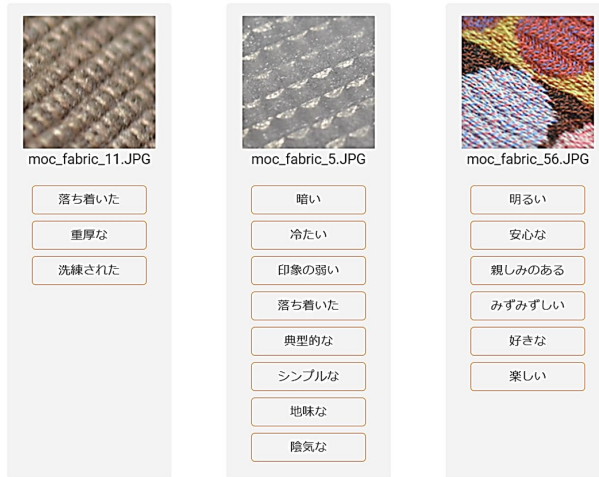 moc_fabric_11.JPG
落ち着いた
重厚な
洗練された
moc_fabric_5.JPG
暗い
冷たい
印象の弱い
落ち着いた
典型的な
シンプルな
地味な
陰気な
moc_fabric_56.JPG
明るい
安心な
親しみのある
みずみずしい
好きな
楽しい